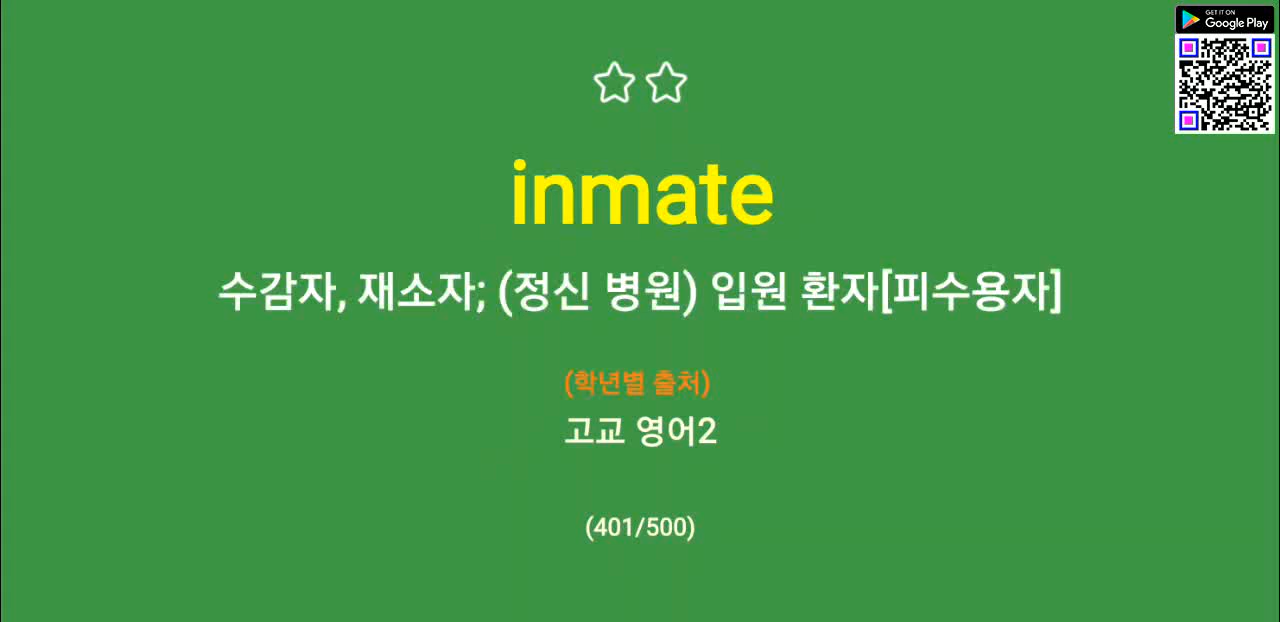 GET IT ON
Google Play
inmate
수감자, 재소자; (정신 병원) 입원 환자[피수용자]
(학년별 출처)
고교 영어2
(401/500)